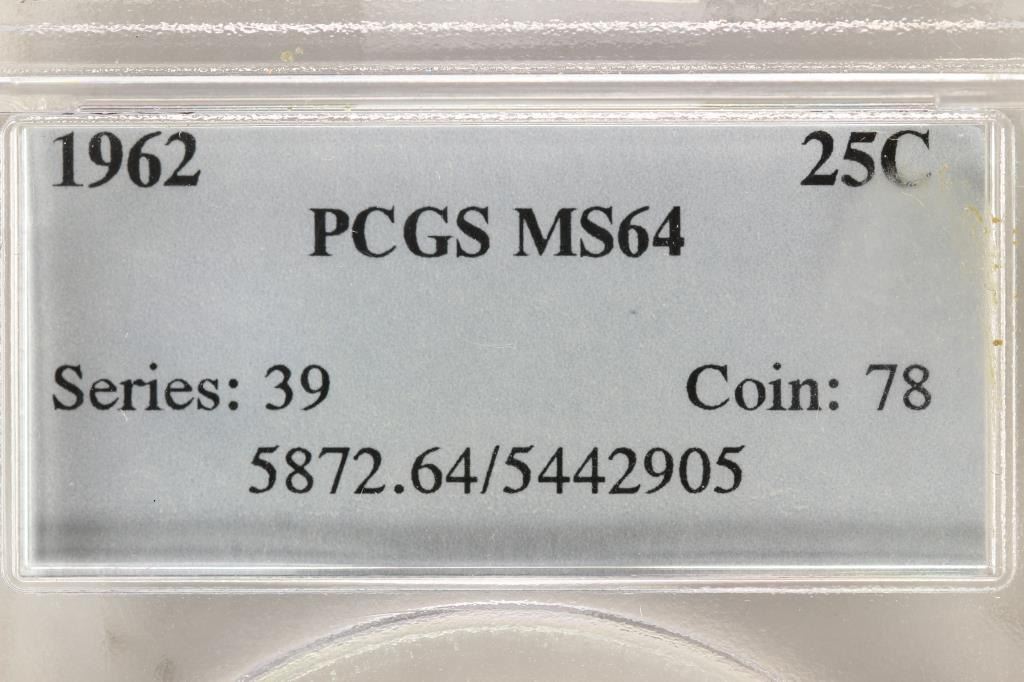 1962 25C
PCGS MS64
Series: 39 Coin: 78
5872.64/5442905